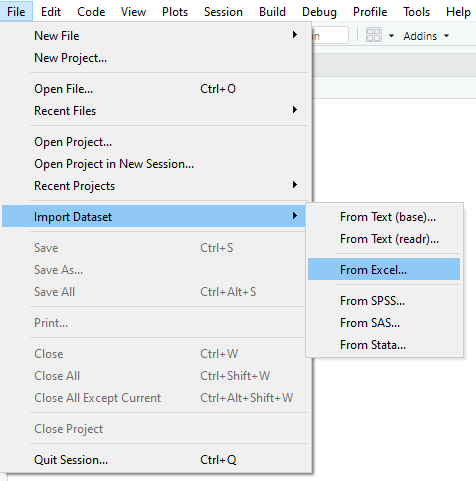 File Edit Code View Plots Session Build Debug Profile Tools Help
New File
New Project...
Addins
Open File... Ctrl+O
Recent Files
Open Project...
Open Project in New Session...
Recent Projects
Import Dataset
From Text (base)...
From Text (readr)...
Save Ctrl+S
Save As...
From Excel...
Save All Ctrl+Alt+S
From SPSS...
Print...
From SAS...
From Stata...
Close Ctrl+W
Close All Ctrl+Shift+W
Close All Except Current Ctrl+Alt+Shift+W
Close Project
Quit Session... Ctrl+Q